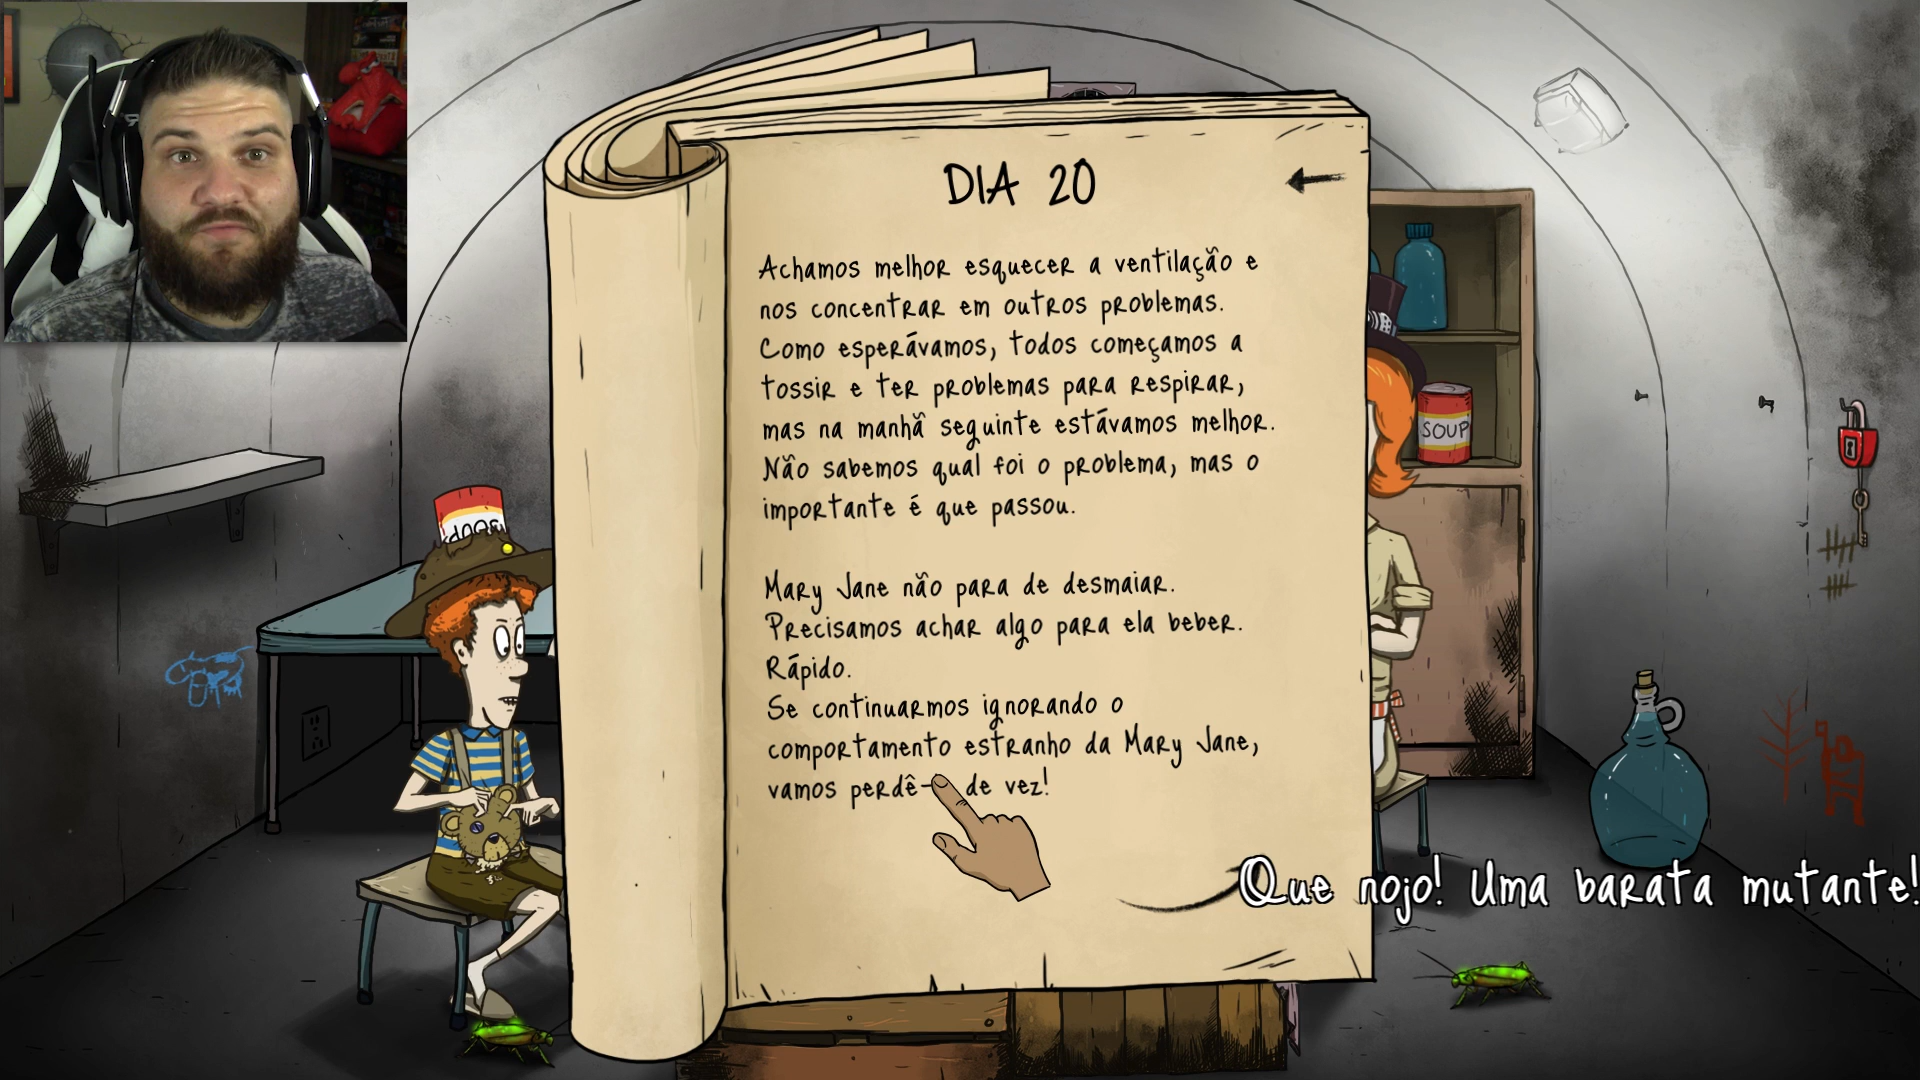 DIA 20
Achamos melhor esquecer a ventilação e
nos concentrar em outros problemas.
Como esperávamos, todos começamos a
tossir e ter problemas para respirar,
mas na manhã seguinte estávamos melhor.
Não sabemos qual foi o problema, mas o
importante é que passou.
Mary Jane não para de desmaiar.
Precisamos achar algo para ela beber.
Rápido.
Se continuarmos ignorando o
comportamento estranho da Mary Jane,
vamos perdê- de vez!
Que nojo! Uma barata mutante!
SOUP
SOUP